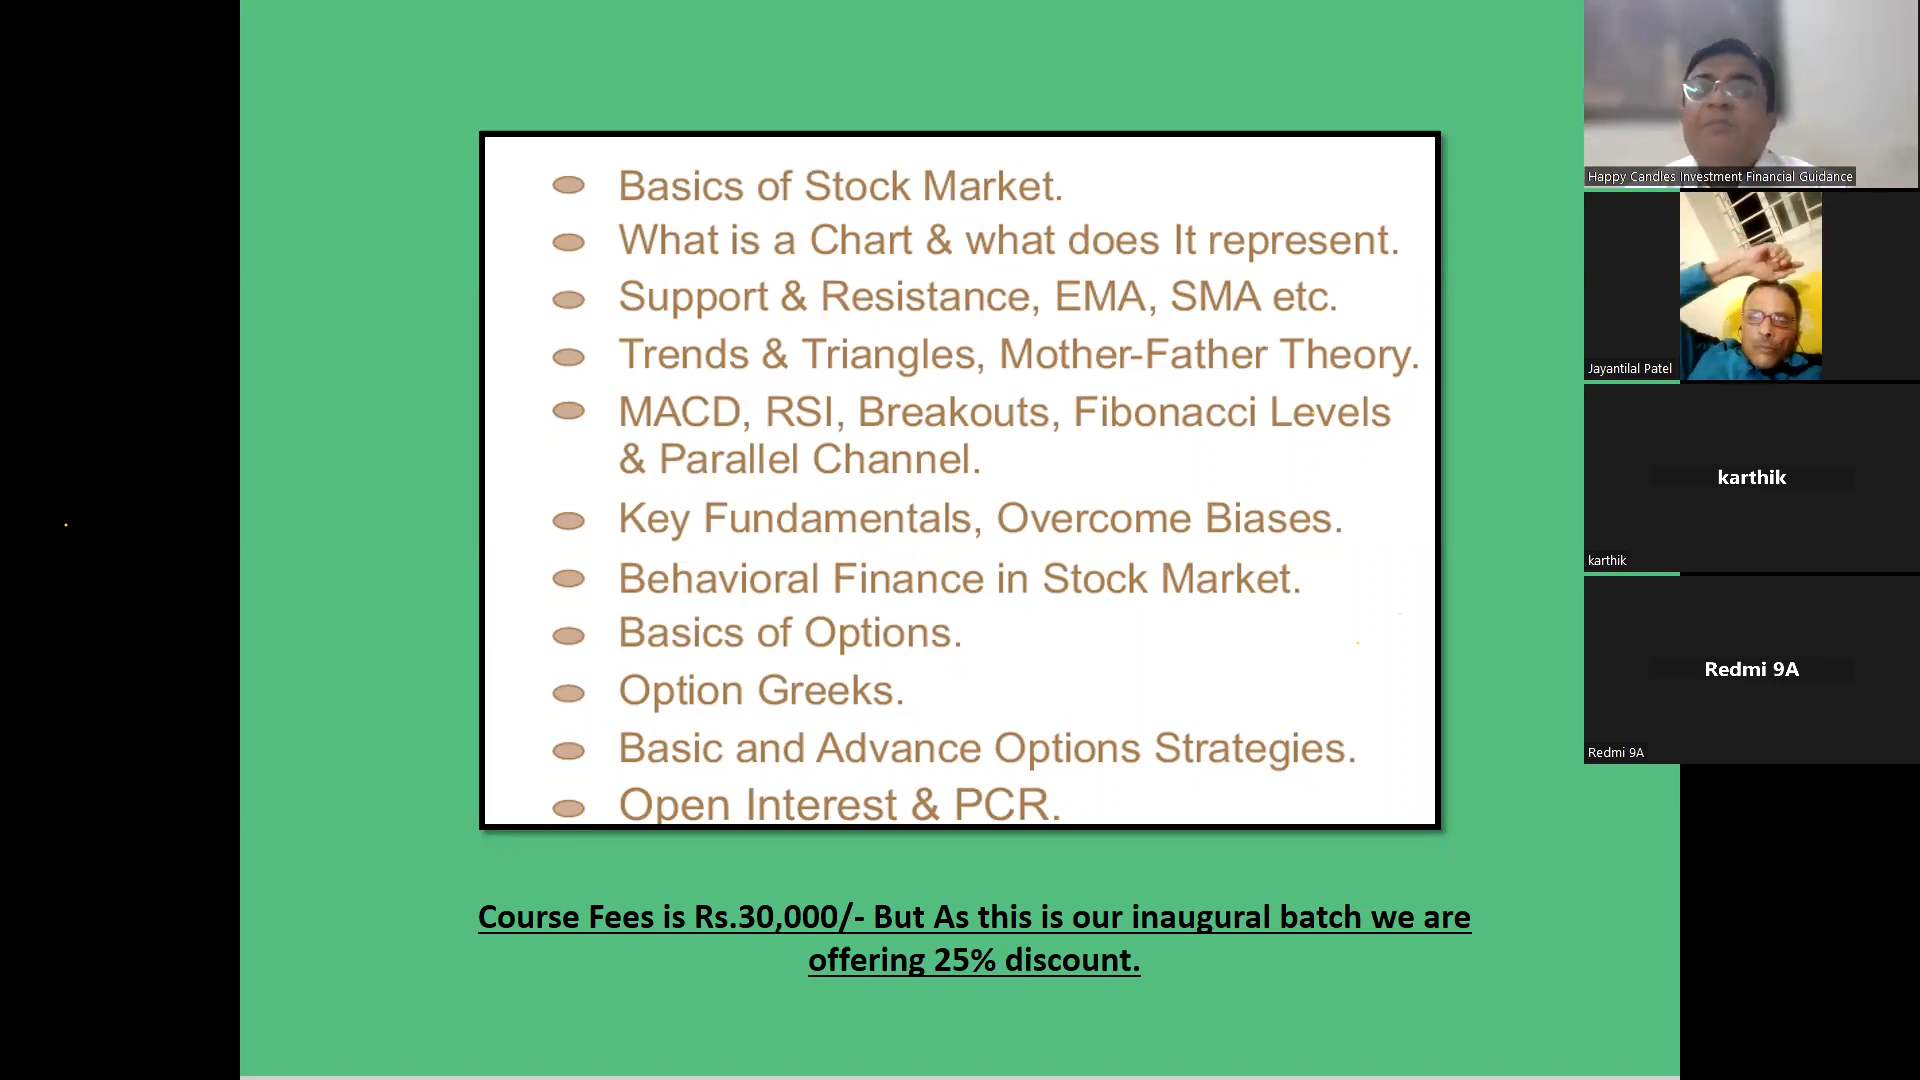 Basics of Stock Market.
What is a Chart & what does It represent.
Support & Resistance, EMA, SMA etc.
Trends & Triangles, Mother-Father Theory.
MACD, RSI, Breakouts, Fibonacci Levels
& Parallel Channel.
Key Fundamentals, Overcome Biases.
Behavioral Finance in Stock Market.
Basics of Options.
Option Greeks.
Basic and Advance Options Strategies.
Open Interest & PCR.
Course Fees is Rs.30,000/- But As this is our inaugural batch we are
offering 25% discount.
Happy Candles Investment Financial Guidance
Jayantilal Patel
karthik
karthik
Redmi 9A
Redmi 9A